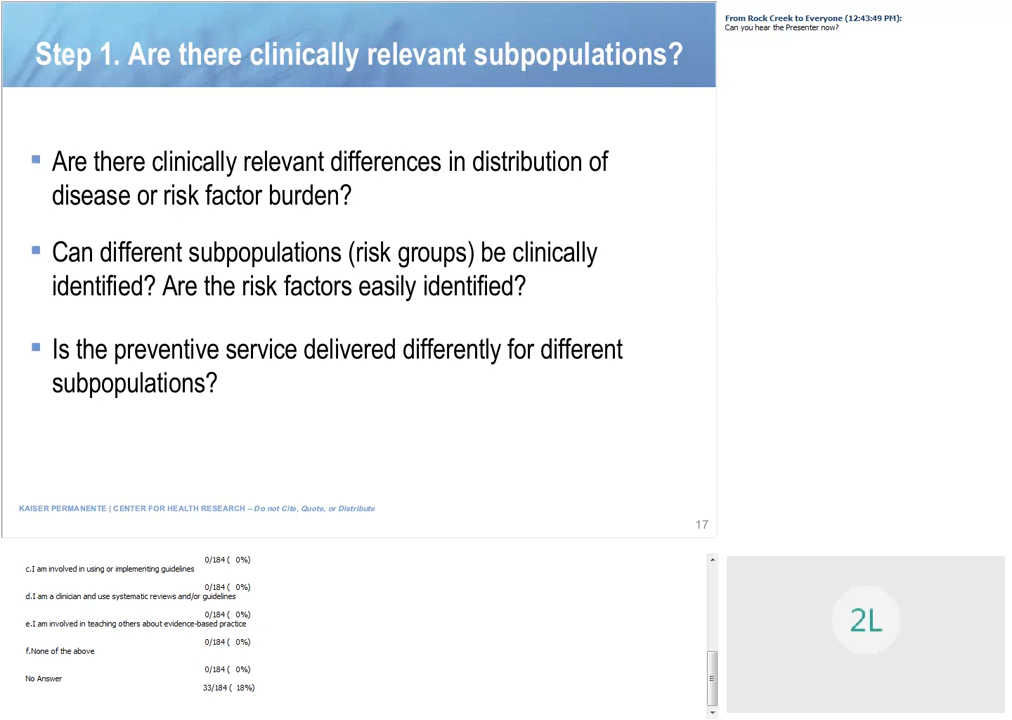 Step 1. Are there clinically relevant subpopulations?
Are there clinically relevant differences in distribution of
disease or risk factor burden?
Can different subpopulations (risk groups) be clinically
identified? Are the risk factors easily identified?
Is the preventive service delivered differently for different
subpopulations?
KAISER PERMANENTE | CENTER FOR HEALTH RESEARCH – Do not Cite, Quote, or Distribute
17
From Rock Creek to Everyone (12:43:49 PM):
Can you hear the Presenter now?
0/184 ( 0%)
c.I am involved in using or implementing guidelines
0/184 ( 0%)
d.I am a clinician and use systematic reviews and/or guidelines
0/184 ( 0%)
e.I am involved in teaching others about evidence-based practice
0/184 ( 0%)
f.None of the above
0/184 ( 0%)
No Answer
33/184 ( 18%)
2L